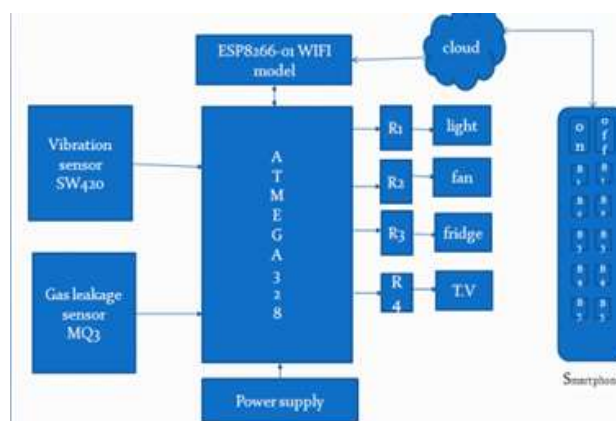 ESP8266-01 WIFI
model
cloud
Vibration
sensor
SW420
Gas leakage
sensor
MQ3
A
T
M
E
G
A
3
2
8
R1
light
R2
fan
R3
fridge
R
4
T.V
Power supply
o
n
o
f
f
Smartphon